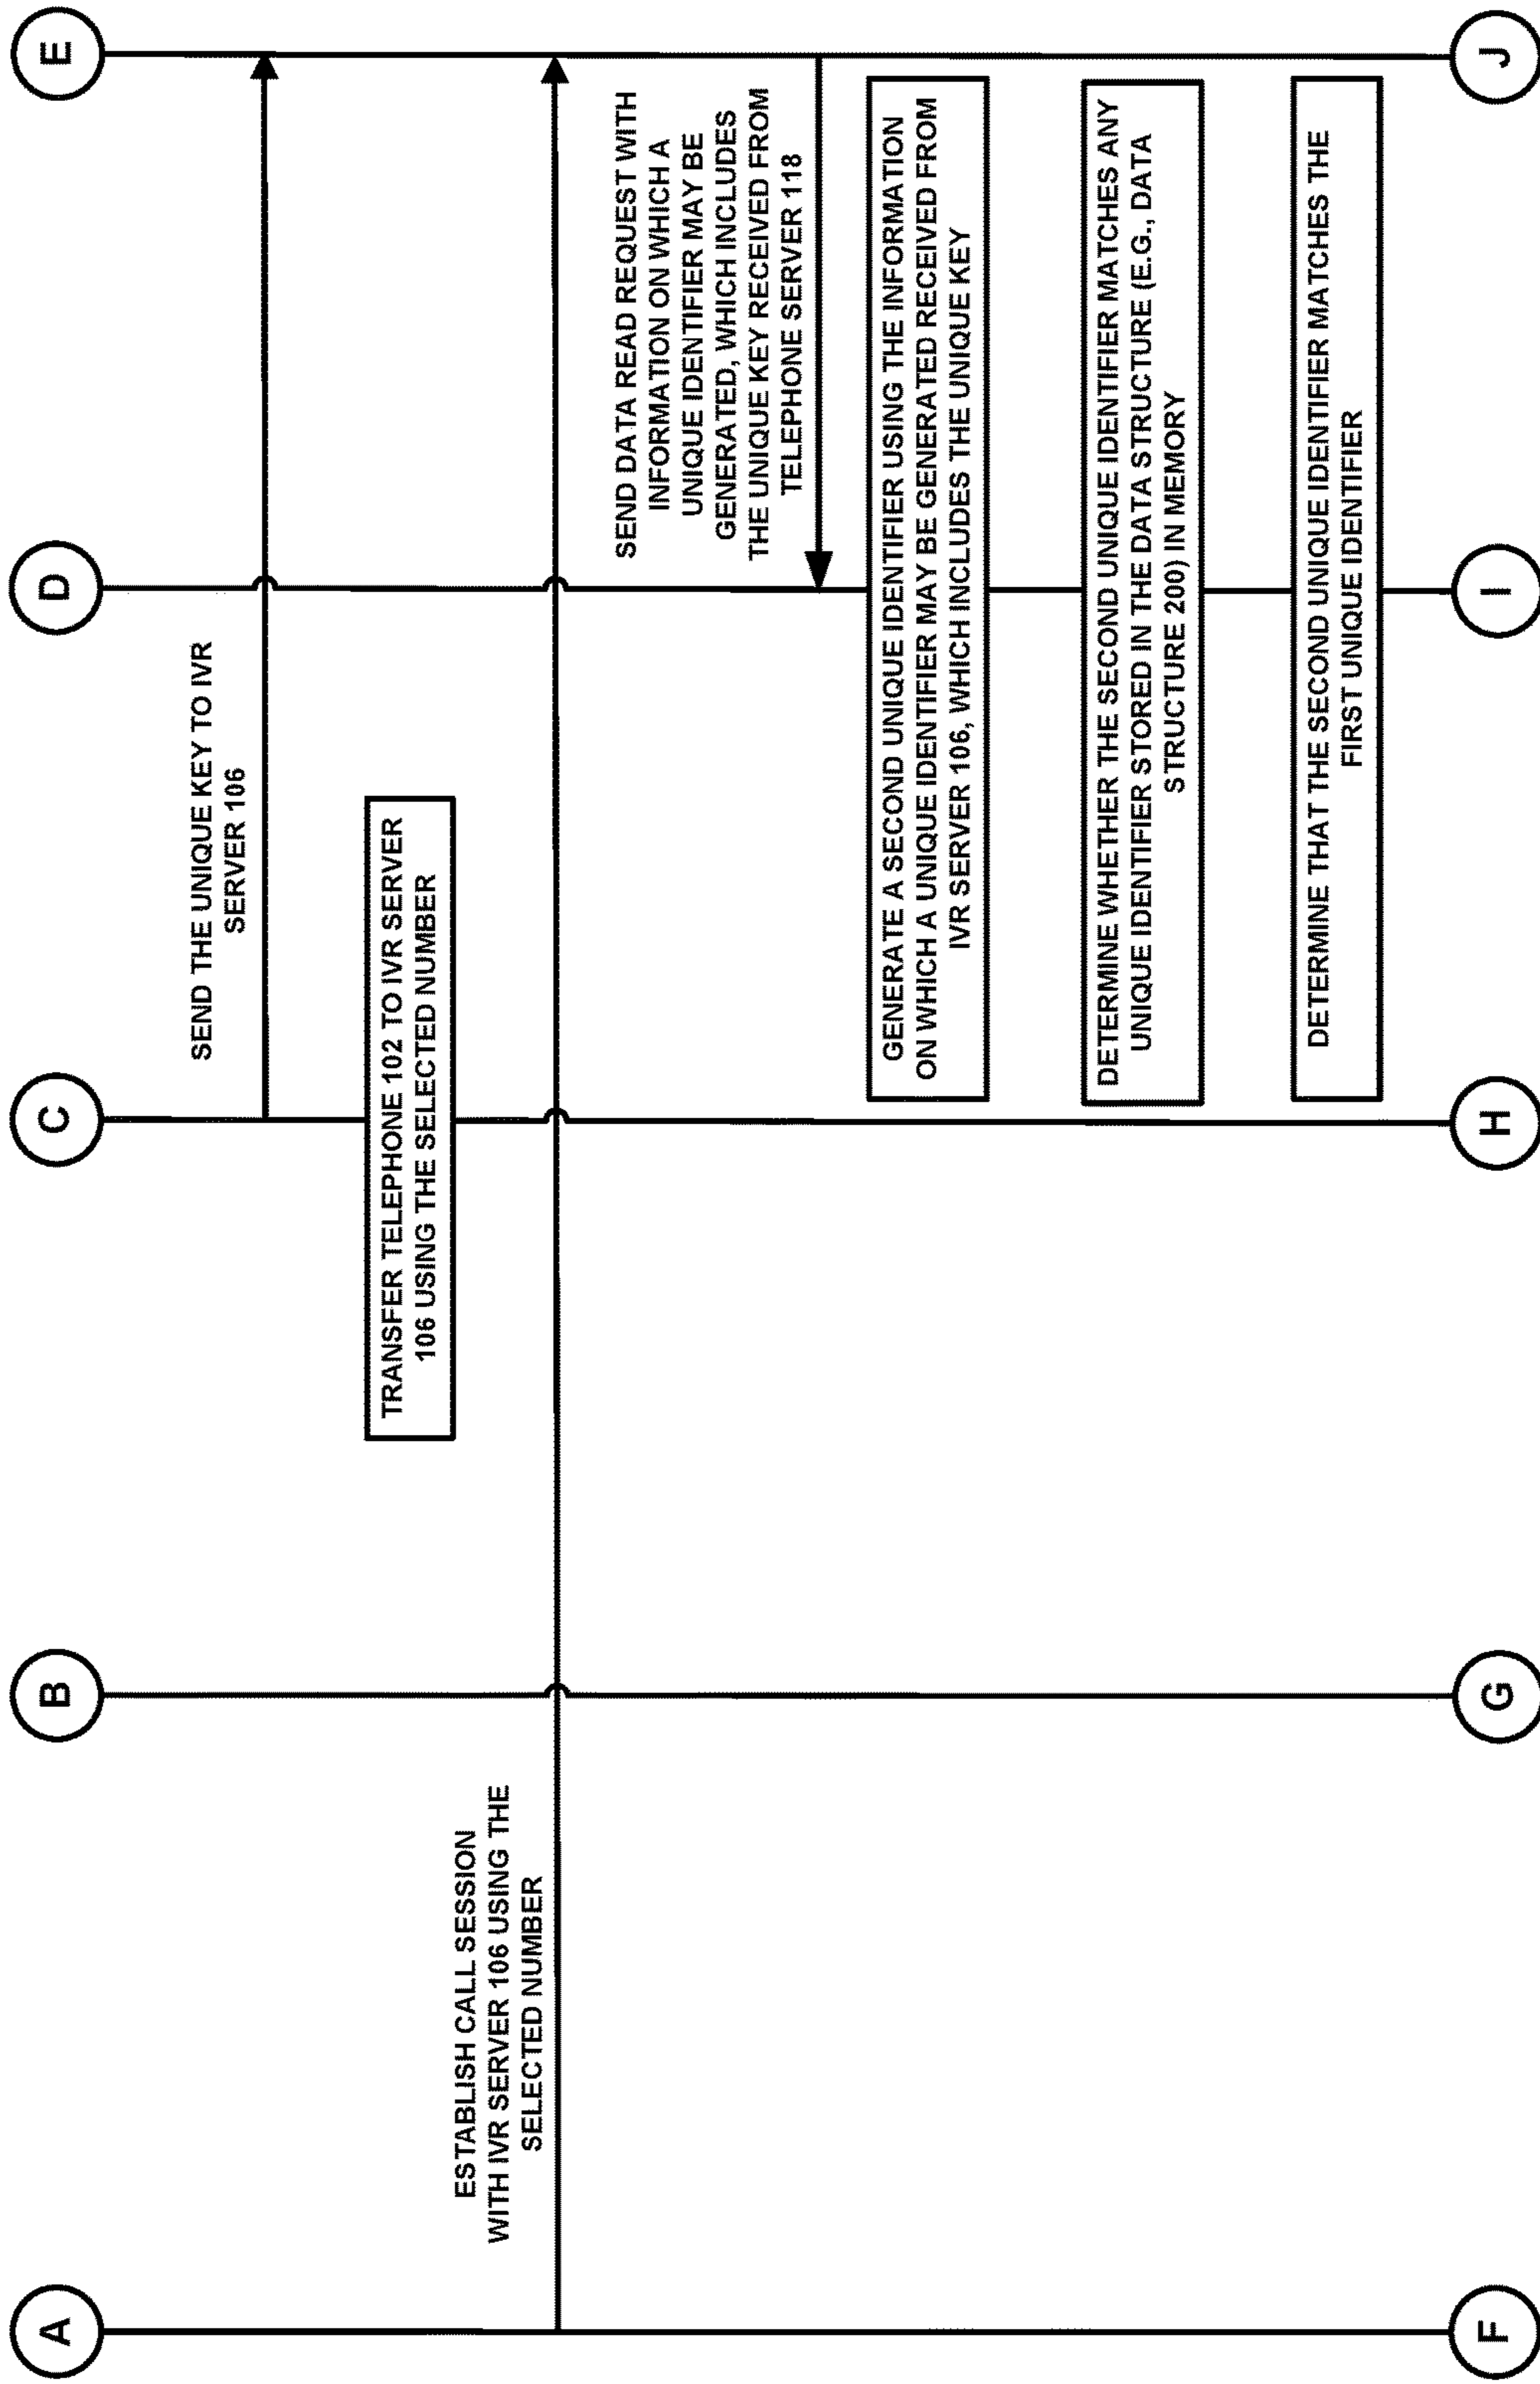 A
B
C
D
E
SEND THE UNIQUE KEY TO IVR
SERVER 106
TRANSFER TELEPHONE 102 TO IVR SERVER
106 USING THE SELECTED NUMBER
ESTABLISH CALL SESSION
WITH IVR SERVER 106 USING THE
SELECTED NUMBER
SEND DATA READ REQUEST WITH
INFORMATION ON WHICH A
UNIQUE IDENTIFIER MAY BE
GENERATED, WHICH INCLUDES
THE UNIQUE KEY RECEIVED FROM
TELEPHONE SERVER 118
GENERATE A SECOND UNIQUE IDENTIFIER USING THE INFORMATION
ON WHICH A UNIQUE IDENTIFIER MAY BE GENERATED RECEIVED FROM
IVR SERVER 106, WHICH INCLUDES THE UNIQUE KEY
DETERMINE WHETHER THE SECOND UNIQUE IDENTIFIER MATCHES ANY
UNIQUE IDENTIFIER STORED IN THE DATA STRUCTURE (E.G., DATA
STRUCTURE 200) IN MEMORY
DETERMINE THAT THE SECOND UNIQUE IDENTIFIER MATCHES THE
FIRST UNIQUE IDENTIFIER
F
G
H
I
J